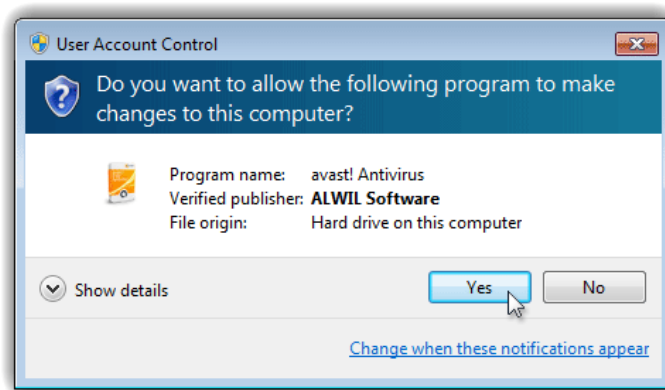 User Account Control
Do you want to allow the following program to make
changes to this computer?
Program name: avast! Antivirus
Verified publisher: ALWIL Software
File origin: Hard drive on this computer
Show details
Yes
No
Change when these notifications appear